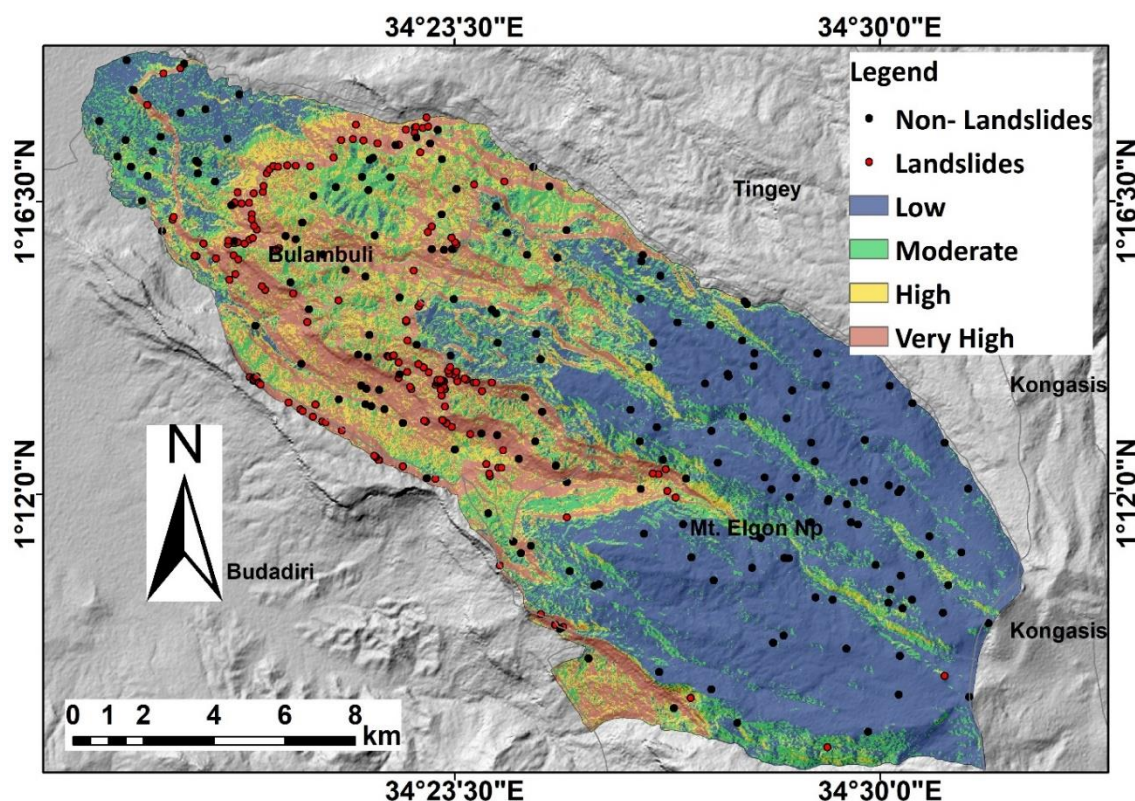 34°23'30"E 34°30'0"E
Legend
Non- Landslides
Landslides
Low
Moderate
High
Very High
1°16'30"N
1°16'30"N
Tingey
Bulambuli
Kongasis
N
1°12'0"N
1°12'0"N
Mt. Elgon Np
Budadiri
Kongasis
0 1 2 4 6 8
km
34°23'30"E 34°30'0"E